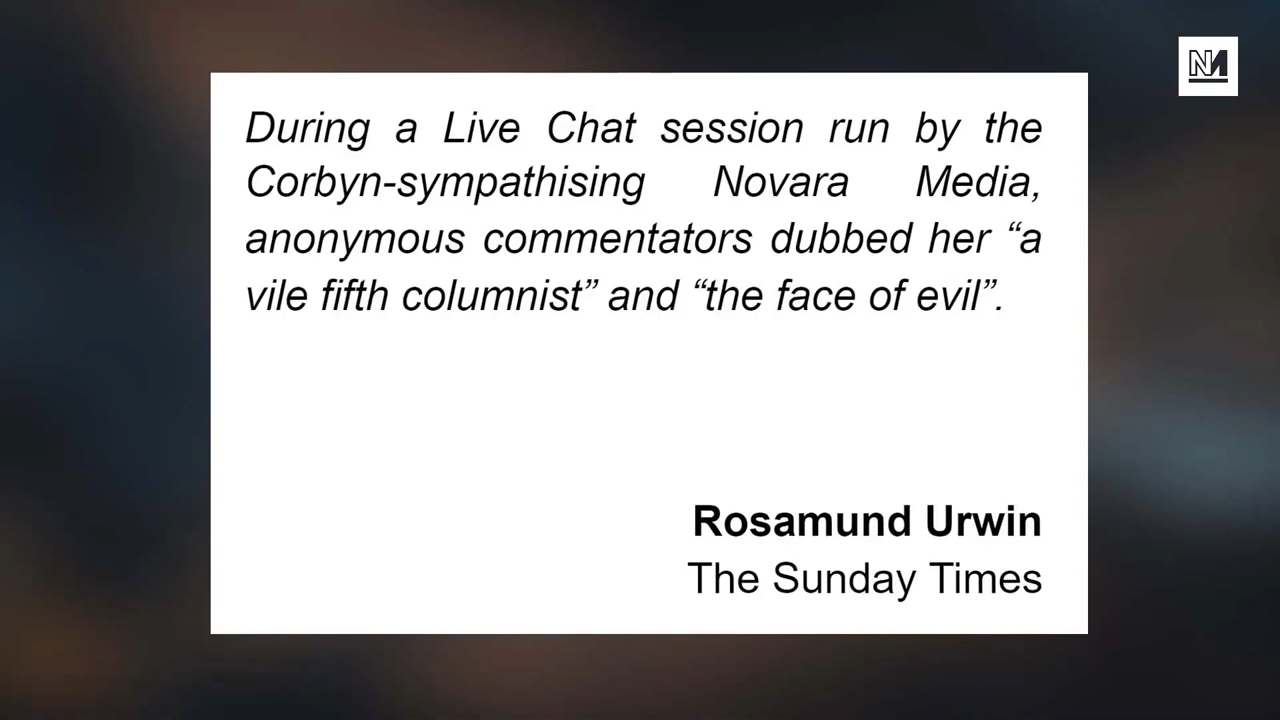 During a Live Chat session run by the
Corbyn-sympathising Novara Media,
anonymous commentators dubbed her “a
vile fifth columnist” and “the face of evil”.
Rosamund Urwin
The Sunday Times